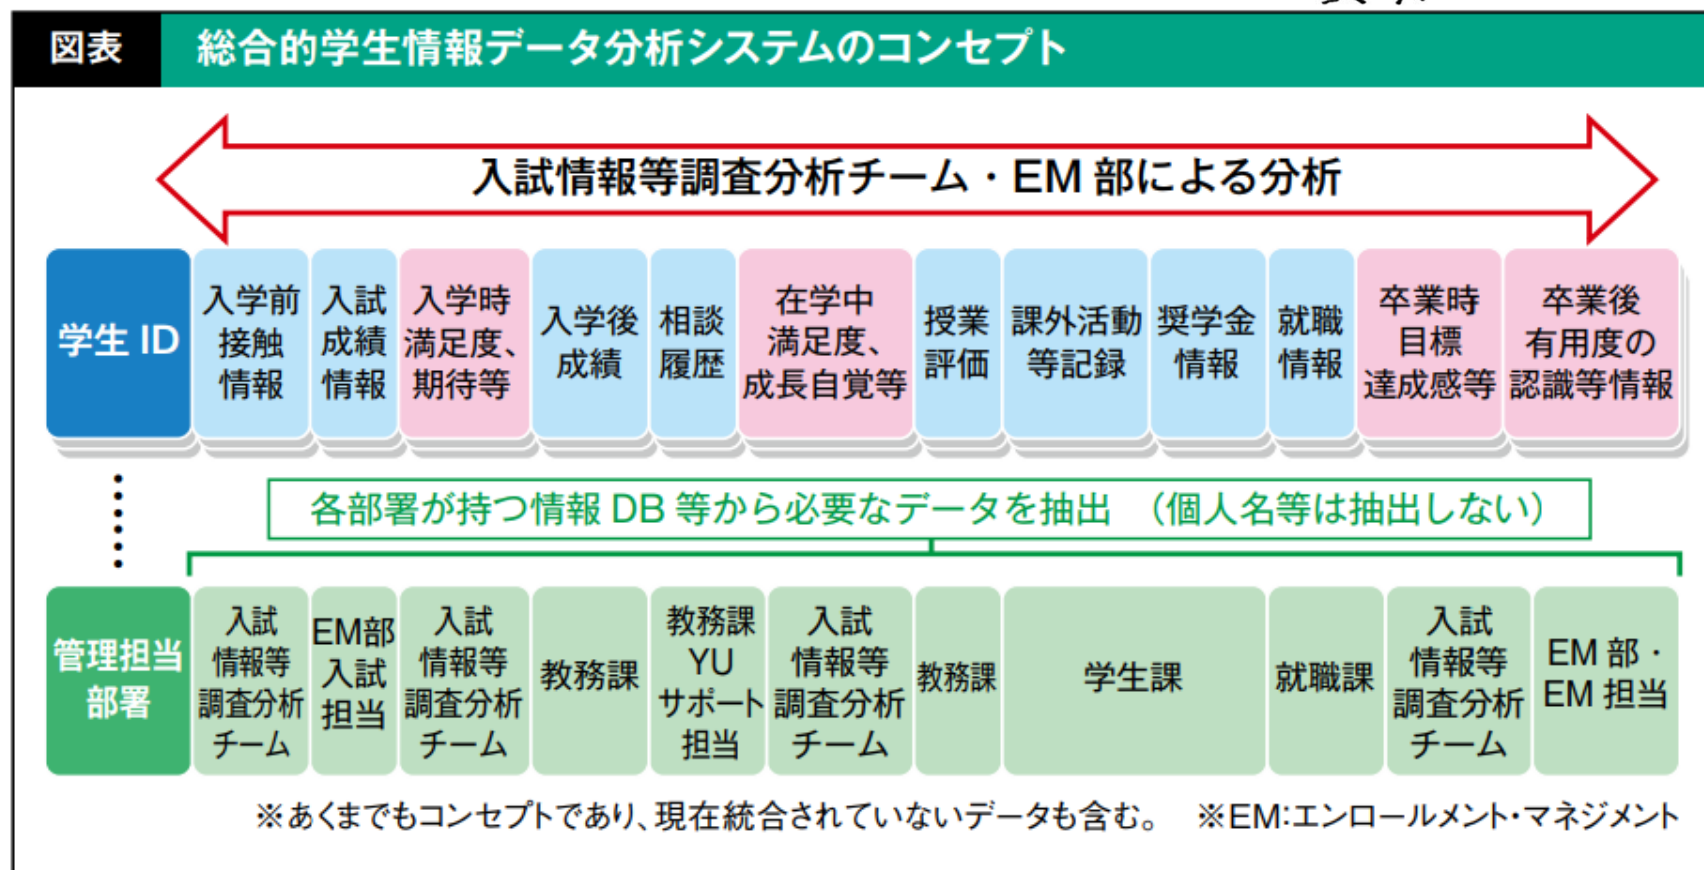 図表 総合的学生情報データ分析システムのコンセプト
入試情報等調査分析チーム・EM 部による分析
学生 ID
入学前
接触
情報
入試
成績
情報
入学時
満足度、
期待等
入学後
成績
相談
履歴
在学中
満足度、
成長自覚等
授業
評価
課外活動
等記録
奨学金
情報
就職
情報
卒業時
目標
達成感等
卒業後
有用度の
認識等情報
各部署が持つ情報 DB 等から必要なデータを抽出 （個人名等は抽出しない）
管理担当
部署
入試
情報等
調査分析
チーム
EM部
入試
担当
入試
情報等
調査分析
チーム
教務課
教務課
YU
サポート
担当
入試
情報等
調査分析
チーム
教務課
学生課
就職課
入試
情報等
調査分析
チーム
EM 部・
EM 担当
※あくまでもコンセプトであり、現在統合されていないデータも含む。 ※EM：エンロールメント・マネジメント